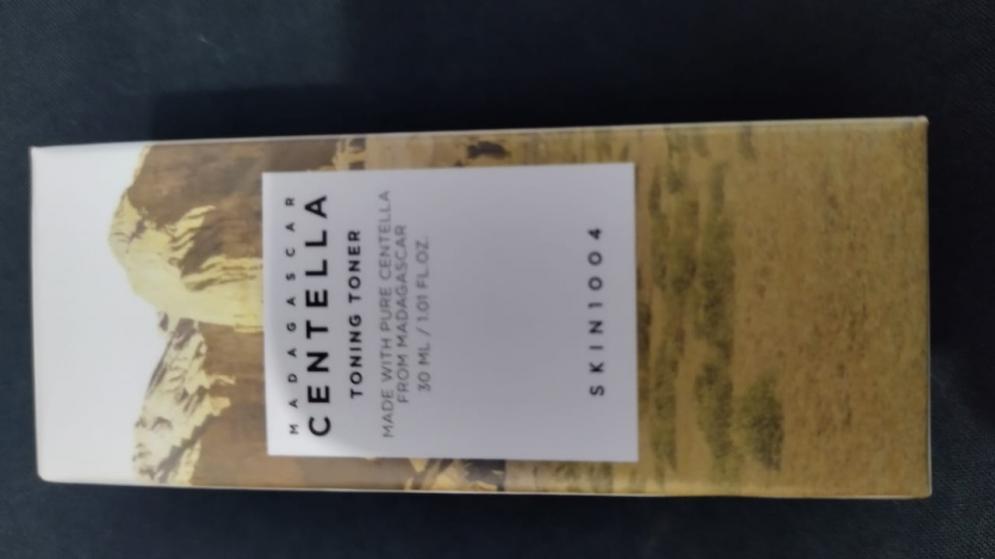 MADAGASCAR
CENTELLA
TONING TONER
MADE WITH PURE CENTELLA
FROM MADAGASCAR
30 ML / 1.01 FL.OZ.
SKIN1004